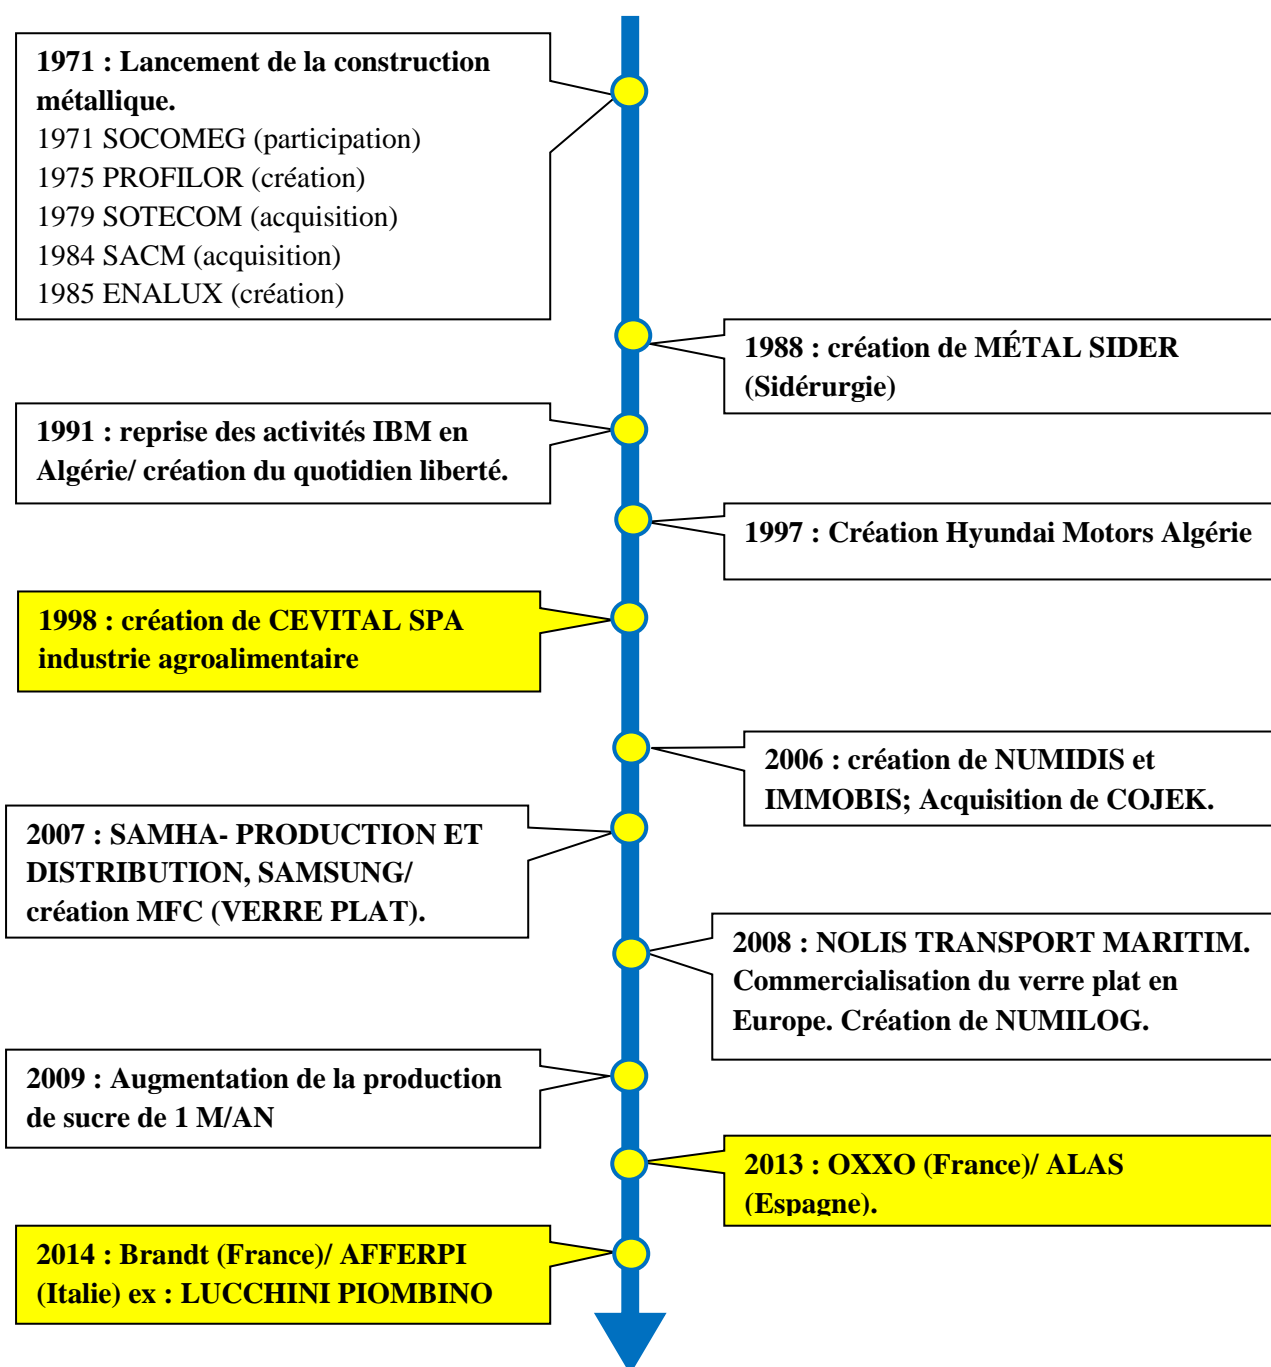 1971 : Lancement de la construction
métallique.
1971 SOCOMEG (participation)
1975 PROFILOR (création)
1979 SOTECOM (acquisition)
1984 SACM (acquisition)
1985 ENALUX (création)
1988 : création de MÉTAL SIDER
(Sidérurgie)
1991 : reprise des activités IBM en
Algérie/ création du quotidien liberté.
1997 : Création Hyundai Motors Algérie
1998 : création de CEVITAL SPA
industrie agroalimentaire
2006 : création de NUMIDIS et
IMMOBIS; Acquisition de COJEK.
2007 : SAMHA- PRODUCTION ET
DISTRIBUTION, SAMSUNG/
création MFC (VERRE PLAT).
2008 : NOLIS TRANSPORT MARITIM.
Commercialisation du verre plat en
Europe. Création de NUMILOG.
2009 : Augmentation de la production
de sucre de 1 M/AN
2013 : OXXO (France)/ ALAS
(Espagne).
2014 : Brandt (France)/ AFFERPI
(Italie) ex : LUCCHINI PIOMBINO